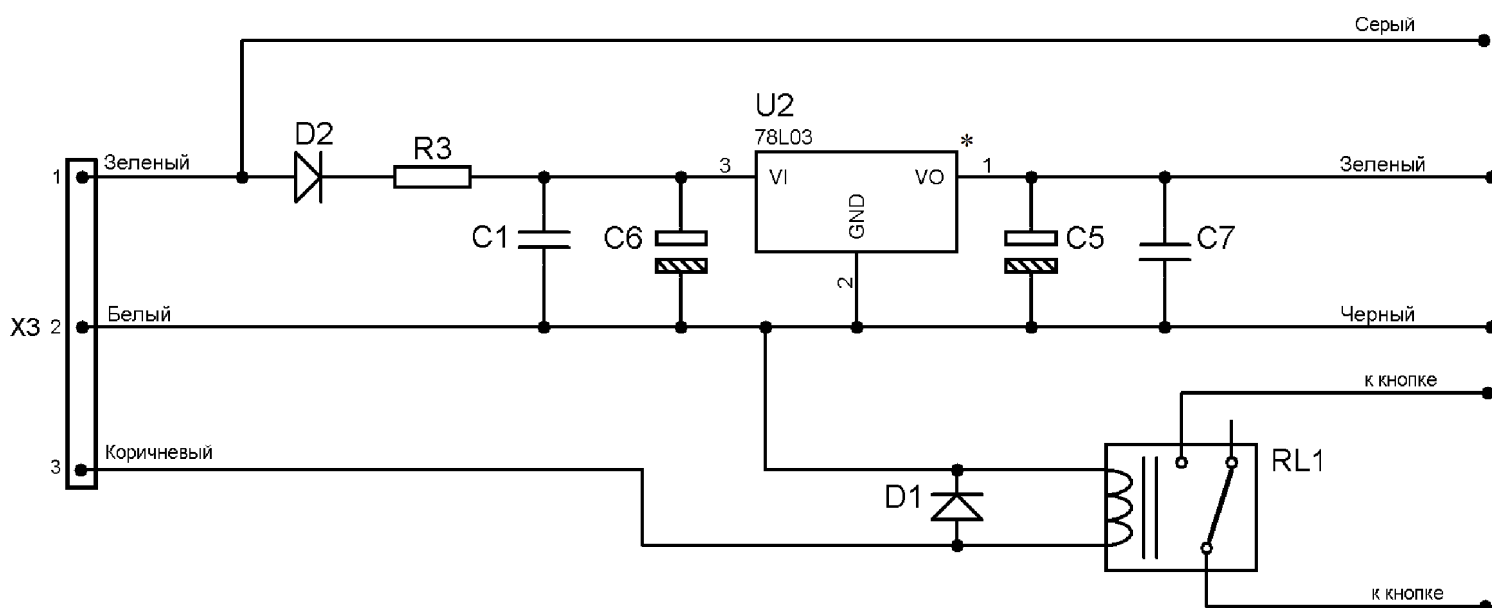 Серый
U2
78L03
*
D2
R3
1
Зеленый
3
VI
VO
1
Зеленый
GND
C1
C6
C5
C7
2
X3
2
Белый
Черный
к кнопке
3
Коричневый
D1
RL1
к кнопке